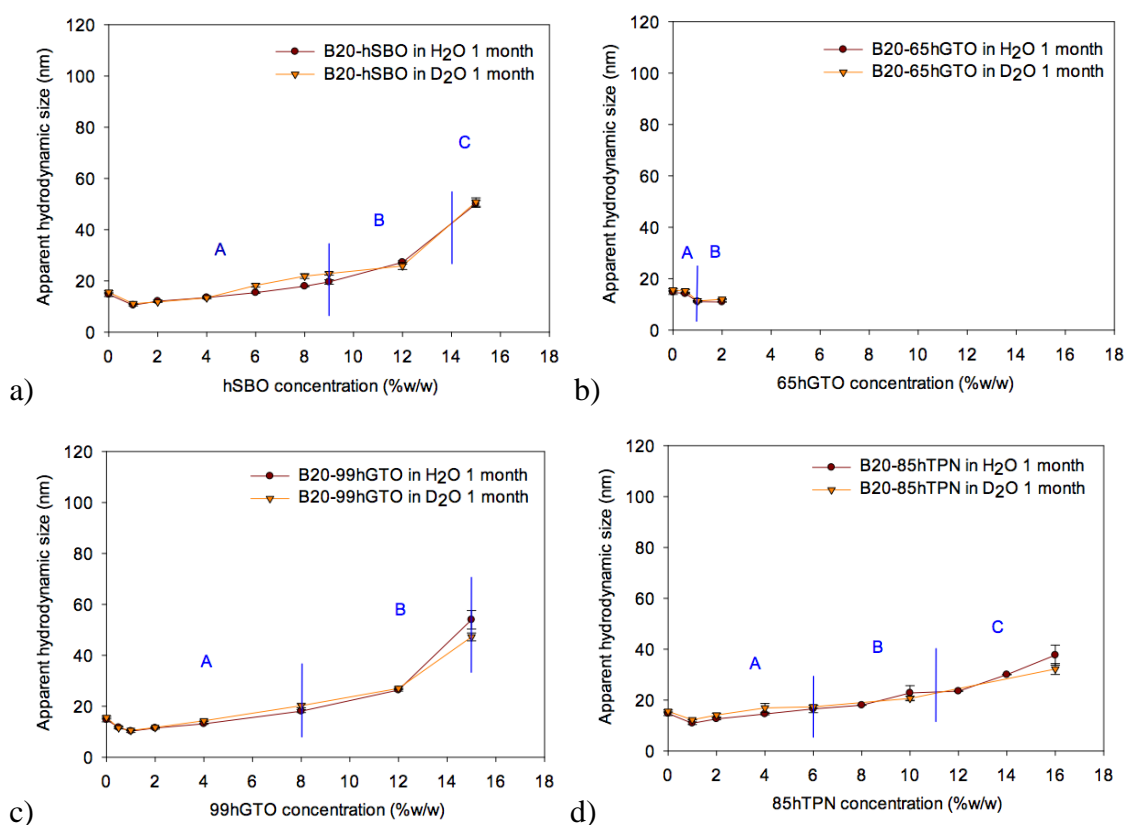 120
100
80
60
40
20
0
Apparent hydrodynamic size (nm)
B20-hSBO in H2O 1 month
B20-hSBO in D2O 1 month
A
B
C
0 2 4 6 8 10 12 14 16 18
hSBO concentration (%w/w)
a)
120
100
80
60
40
20
0
Apparent hydrodynamic size (nm)
B20-65hGTO in H2O 1 month
B20-65hGTO in D2O 1 month
A B
0 2 4 6 8 10 12 14 16 18
65hGTO concentration (%w/w)
b)
120
100
80
60
40
20
0
Apparent hydrodynamic size (nm)
B20-99hGTO in H2O 1 month
B20-99hGTO in D2O 1 month
A
B
0 2 4 6 8 10 12 14 16 18
99hGTO concentration (%w/w)
c)
120
100
80
60
40
20
0
Apparent hydrodynamic size (nm)
B20-85hTPN in H2O 1 month
B20-85hTPN in D2O 1 month
A
B
C
0 2 4 6 8 10 12 14 16 18
85hTPN concentration (%w/w)
d)